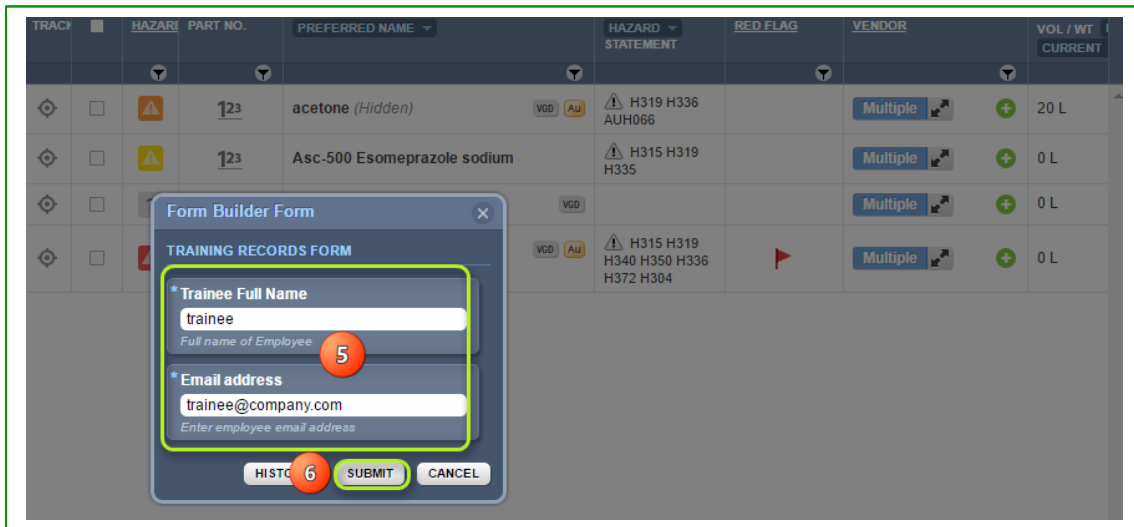 TRACK HAZARD PART NO. PREFERRED NAME HAZARD STATEMENT RED FLAG VENDOR VOL / WT CURRENT
123 acetone (Hidden) VGD Au H319 H336 AUH066 Multiple 20 L
123 Asc-500 Esomeprazole sodium H315 H319 H335 Multiple 0 L
VGD Multiple 0 L
VGD Au H315 H319 H340 H350 H336 H372 H304 Multiple 0 L
Form Builder Form
TRAINING RECORDS FORM
* Trainee Full Name
trainee
Full name of Employee
5
* Email address
trainee@company.com
Enter employee email address
HISTO 6 SUBMIT CANCEL